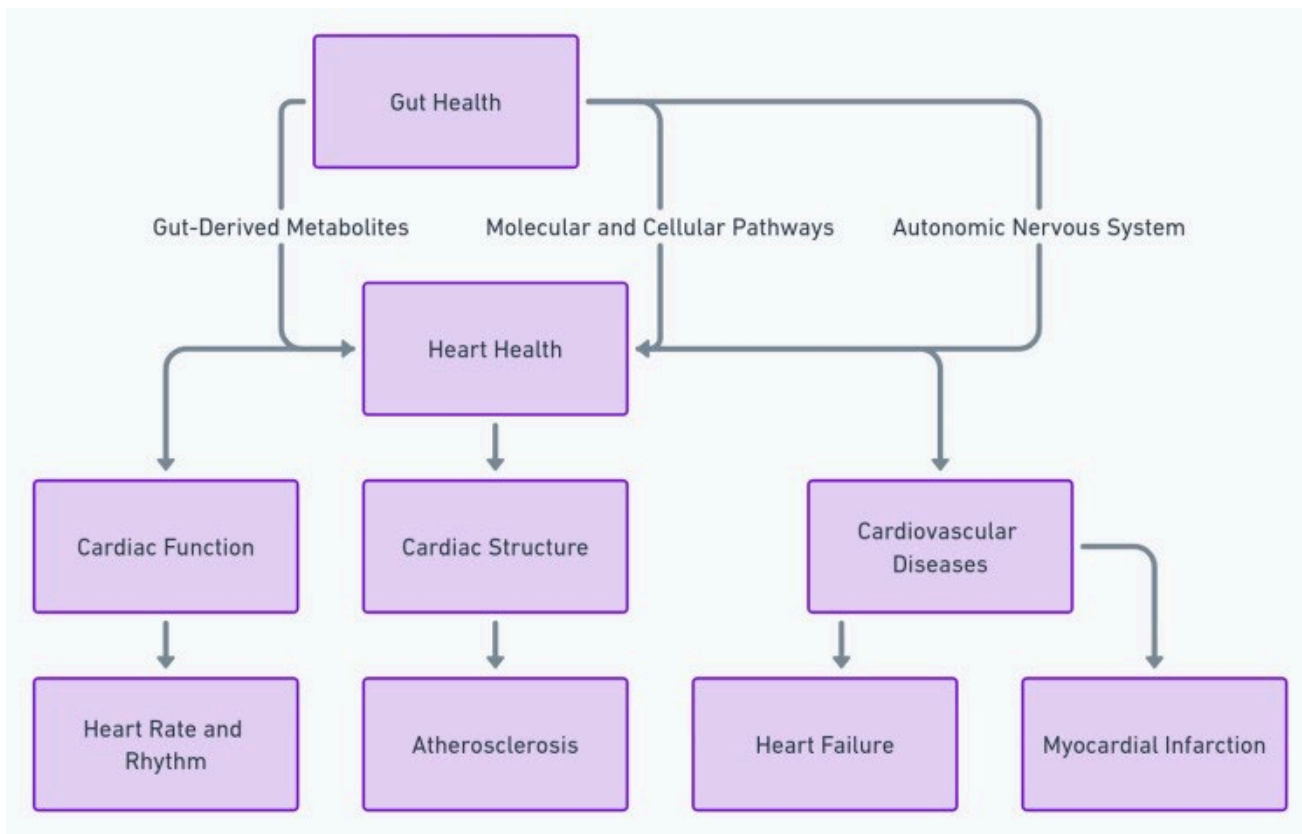 Gut Health
Gut-Derived Metabolites
Molecular and Cellular Pathways
Autonomic Nervous System
Heart Health
Cardiac Function
Cardiac Structure
Cardiovascular
Diseases
Heart Rate and
Rhythm
Atherosclerosis
Heart Failure
Myocardial Infarction